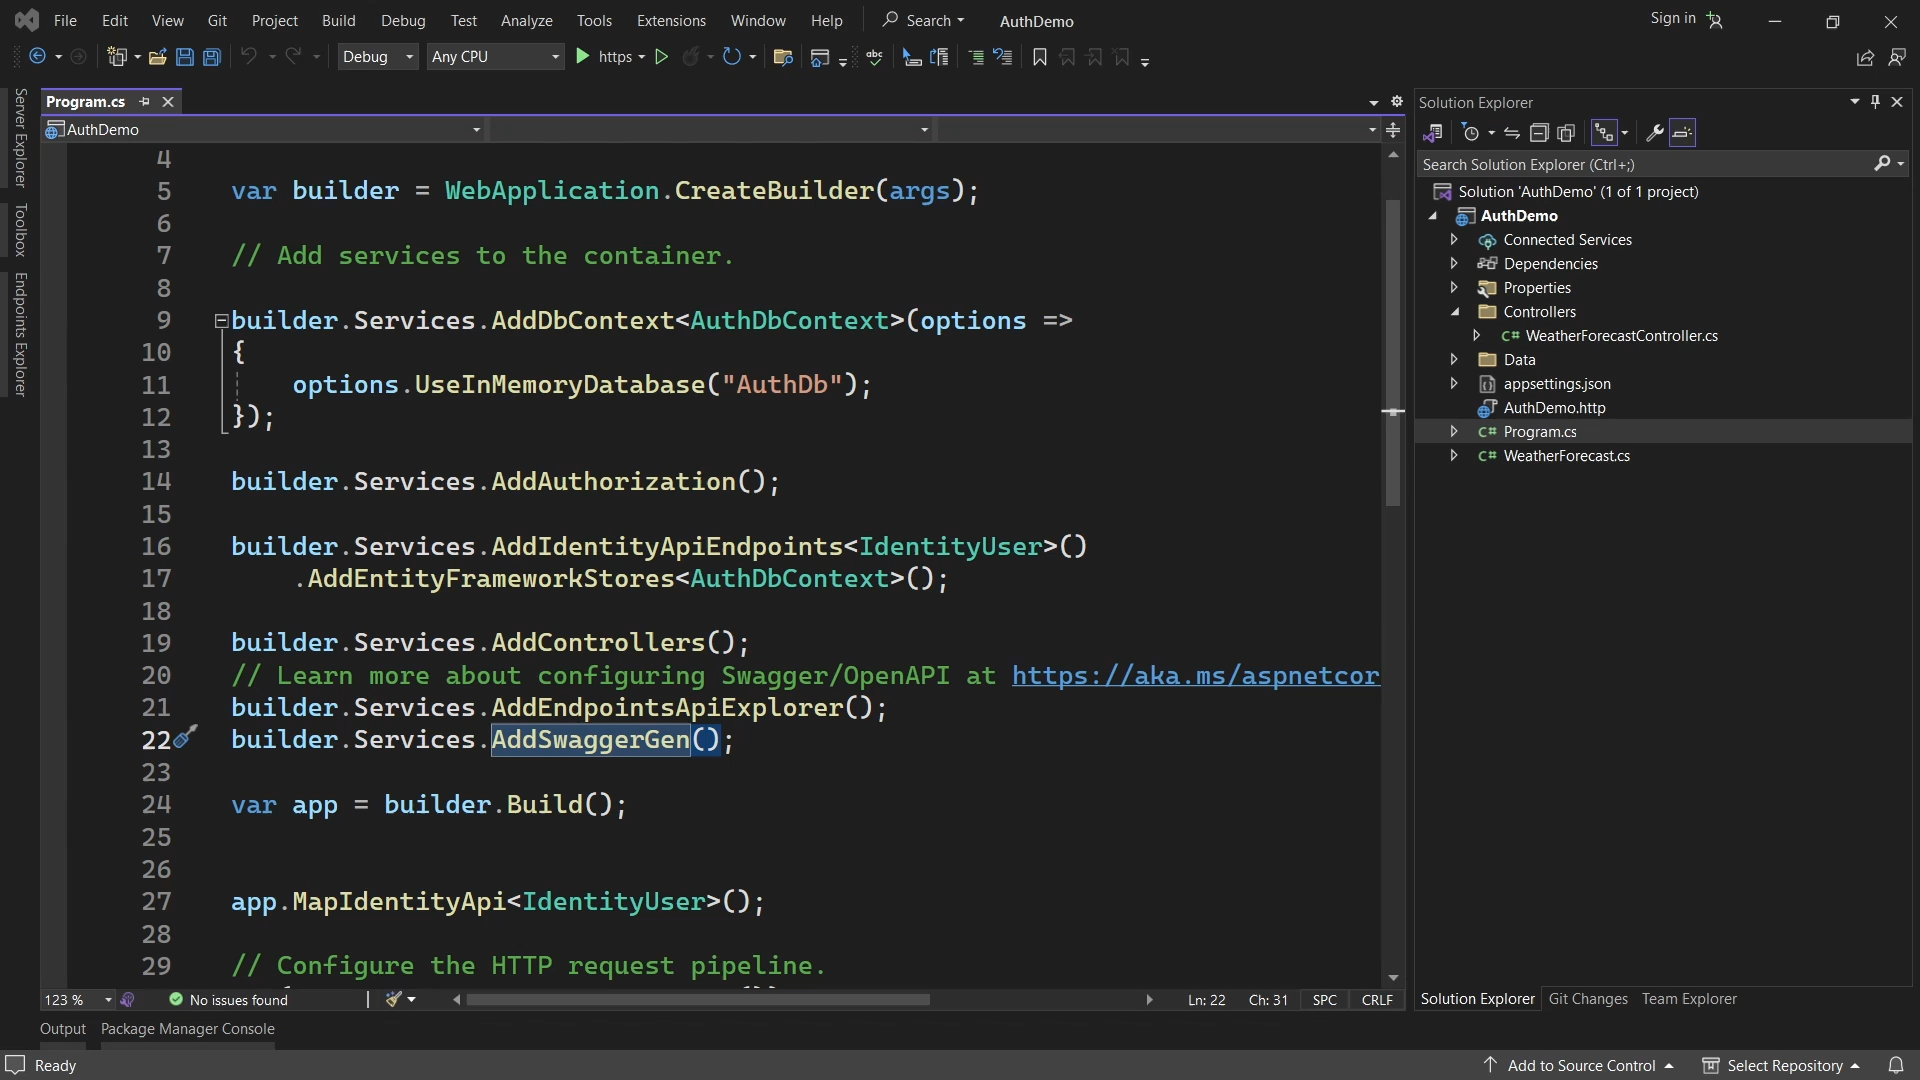 File Edit View Git Project Build Debug Test Analyze Tools Extensions Window Help Search AuthDemo Sign in
Debug Any CPU https abc
Server Explorer
Toolbox
Endpoints Explorer
Program.cs
AuthDemo
4
5 var builder = WebApplication.CreateBuilder(args);
6
7 // Add services to the container.
8
9 builder.Services.AddDbContext<AuthDbContext>(options =>
10 {
11 options.UseInMemoryDatabase("AuthDb");
12 });
13
14 builder.Services.AddAuthorization();
15
16 builder.Services.AddIdentityApiEndpoints<IdentityUser>()
17 .AddEntityFrameworkStores<AuthDbContext>();
18
19 builder.Services.AddControllers();
20 // Learn more about configuring Swagger/OpenAPI at https://aka.ms/aspnetcor
21 builder.Services.AddEndpointsApiExplorer();
22 builder.Services.AddSwaggerGen();
23
24 var app = builder.Build();
25
26
27 app.MapIdentityApi<IdentityUser>();
28
29 // Configure the HTTP request pipeline.
123 % No issues found Ln: 22 Ch: 31 SPC CRLF
Solution Explorer
Search Solution Explorer (Ctrl+;)
Solution 'AuthDemo' (1 of 1 project)
AuthDemo
Connected Services
Dependencies
Properties
Controllers
C# WeatherForecastController.cs
Data
appsettings.json
AuthDemo.http
C# Program.cs
C# WeatherForecast.cs
Solution Explorer Git Changes Team Explorer
Output Package Manager Console
Ready Add to Source Control Select Repository